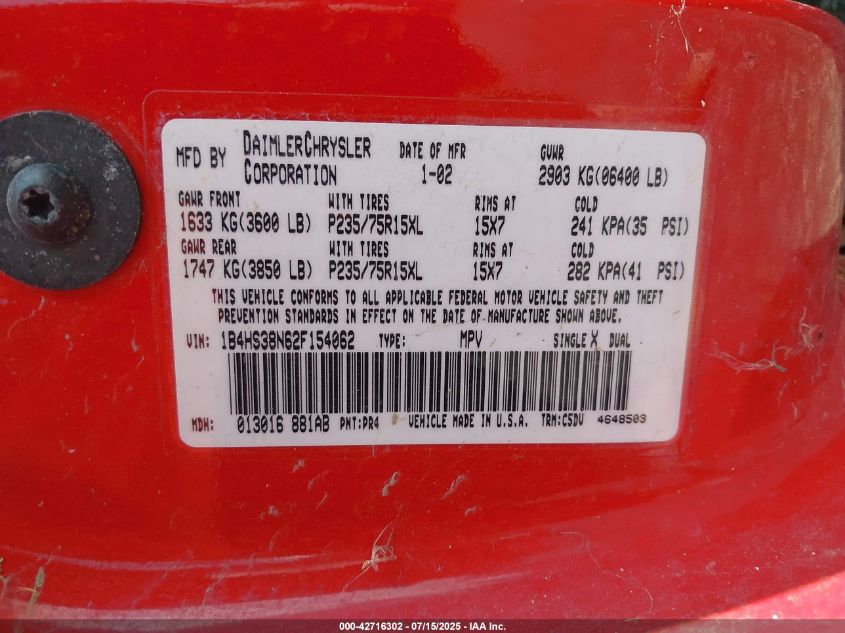 MFD BY DAIMLERCHRYSLER CORPORATION DATE OF MFR 1-02 GVWR 2903 KG(06400 LB)
GAWR FRONT WITH TIRES RIMS AT COLD
1633 KG(3600 LB) P235/75R15XL 15X7 241 KPA(35 PSI)
GAWR REAR WITH TIRES RIMS AT COLD
1747 KG(3850 LB) P235/75R15XL 15X7 282 KPA(41 PSI)
THIS VEHICLE CONFORMS TO ALL APPLICABLE FEDERAL MOTOR VEHICLE SAFETY AND THEFT
PREVENTION STANDARDS IN EFFECT ON THE DATE OF MANUFACTURE SHOWN ABOVE.
VIN: 1B4HS38N62F154062 TYPE: MPV SINGLE X DUAL
MDH: 013016 881AB PNT:PR4 VEHICLE MADE IN U.S.A. TRM:C5DV 4648503
000-42716302 - 07/15/2025 - IAA Inc.